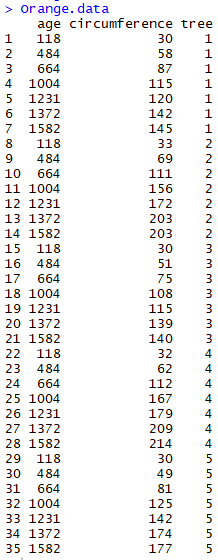 > Orange.data
age circumference tree
1 118 30 1
2 484 58 1
3 664 87 1
4 1004 115 1
5 1231 120 1
6 1372 142 1
7 1582 145 1
8 118 33 2
9 484 69 2
10 664 111 2
11 1004 156 2
12 1231 172 2
13 1372 203 2
14 1582 203 2
15 118 30 3
16 484 51 3
17 664 75 3
18 1004 108 3
19 1231 115 3
20 1372 139 3
21 1582 140 3
22 118 32 4
23 484 62 4
24 664 112 4
25 1004 167 4
26 1231 179 4
27 1372 209 4
28 1582 214 4
29 118 30 5
30 484 49 5
31 664 81 5
32 1004 125 5
33 1231 142 5
34 1372 174 5
35 1582 177 5